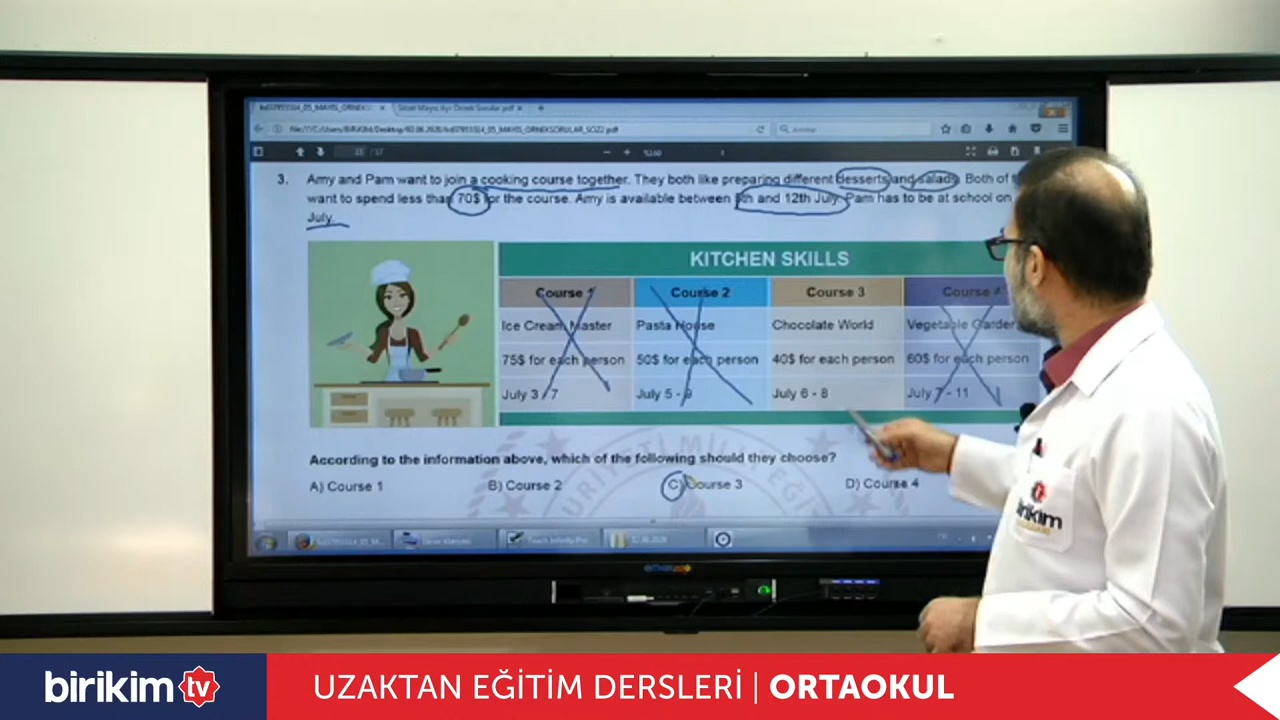 3. Amy and Pam want to join a cooking course together. They both like preparing different desserts and salads. Both of
want to spend less than 70$ for the course. Amy is available between 5th and 12th July. Pam has to be at school on
July.
KITCHEN SKILLS
Course 1 Course 2 Course 3 Course 4
Ice Cream Master Pasta House Chocolate World Vegetable
75$ for each person 50$ for each person 40$ for each person 60$ for each person
July 3 - 7 July 5 - 9 July 6 - 8 July 7 - 11
According to the information above, which of the following should they choose?
A) Course 1 B) Course 2 C) Course 3 D) Course 4
birikim
birikim tv UZAKTAN EĞİTİM DERSLERİ | ORTAOKUL